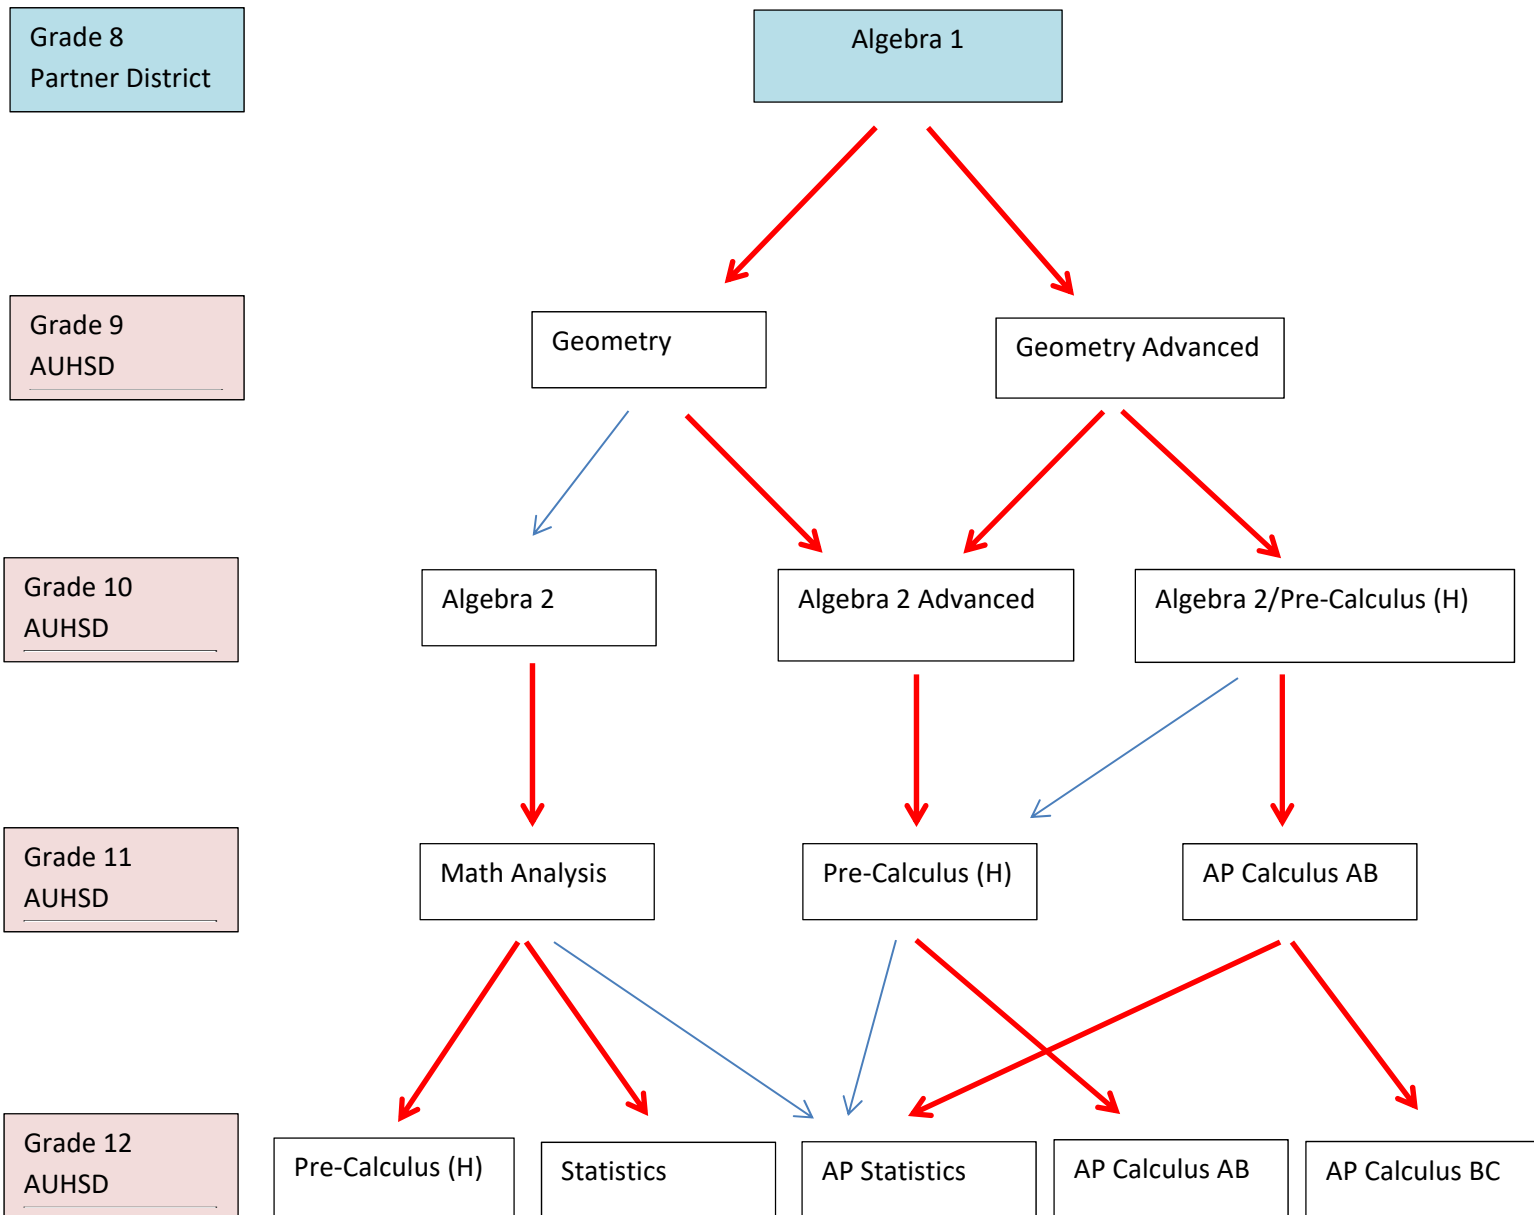 Grade 8
Partner District
Algebra 1
Grade 9
AUHSD
Geometry
Geometry Advanced
Grade 10
AUHSD
Algebra 2
Algebra 2 Advanced
Algebra 2/Pre-Calculus (H)
Grade 11
AUHSD
Math Analysis
Pre-Calculus (H)
AP Calculus AB
Grade 12
AUHSD
Pre-Calculus (H)
Statistics
AP Statistics
AP Calculus AB
AP Calculus BC